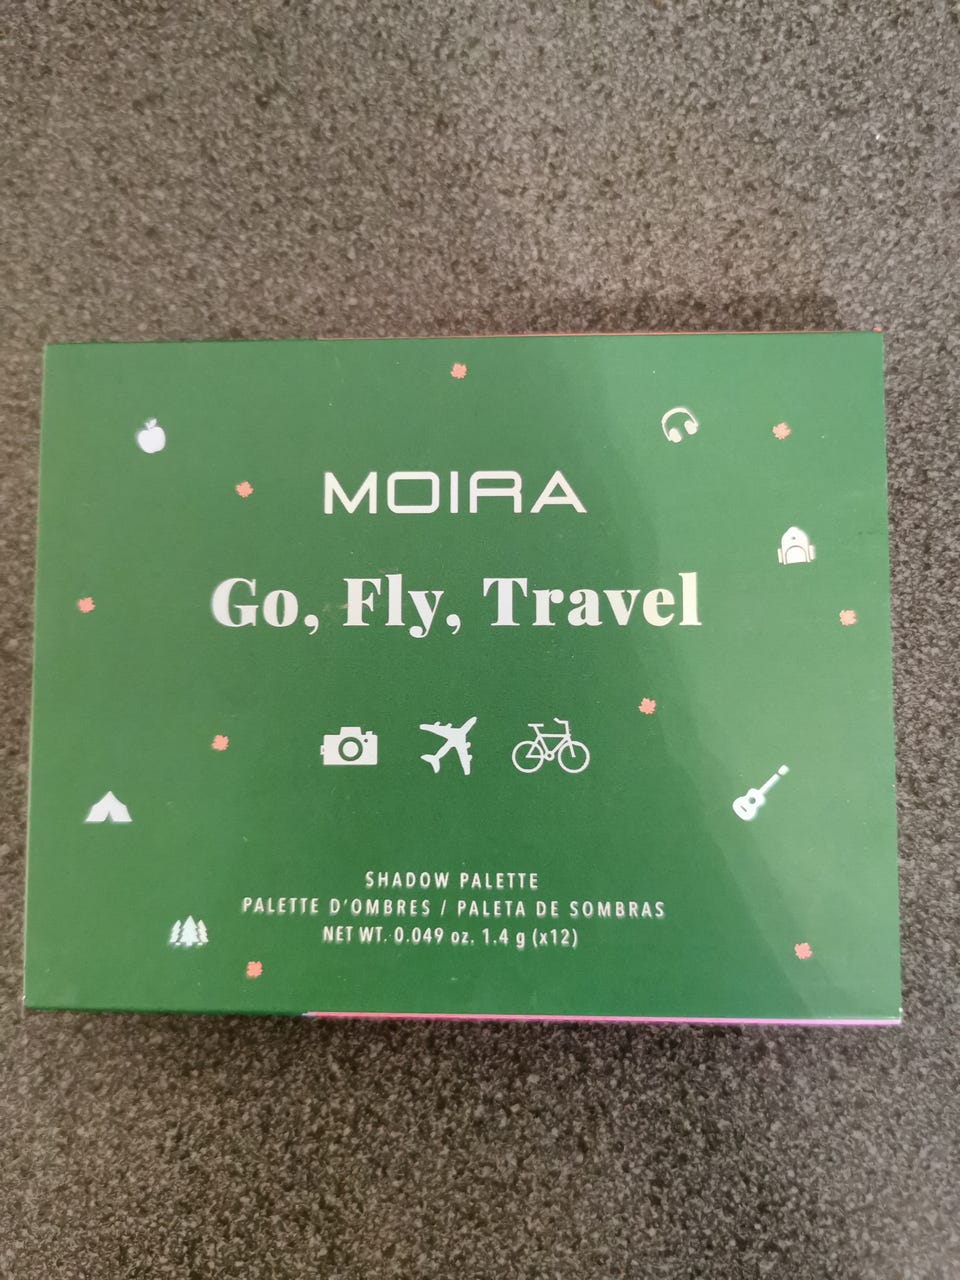 MOIRA
Go, Fly, Travel
SHADOW PALETTE
PALETTE D'OMBRES / PALETA DE SOMBRAS
NET WT. 0.049 oz. 1.4 g (x12)